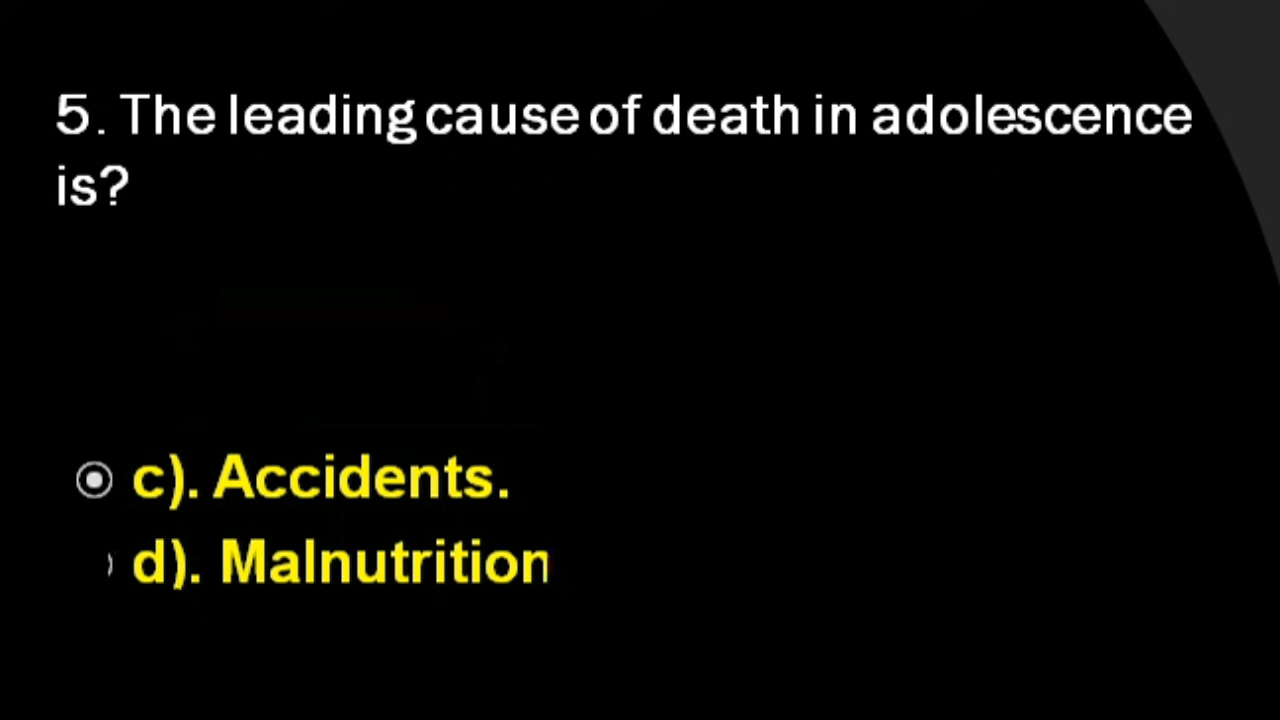 5. The leading cause of death in adolescence
is?
c). Accidents.
d). Malnutrition